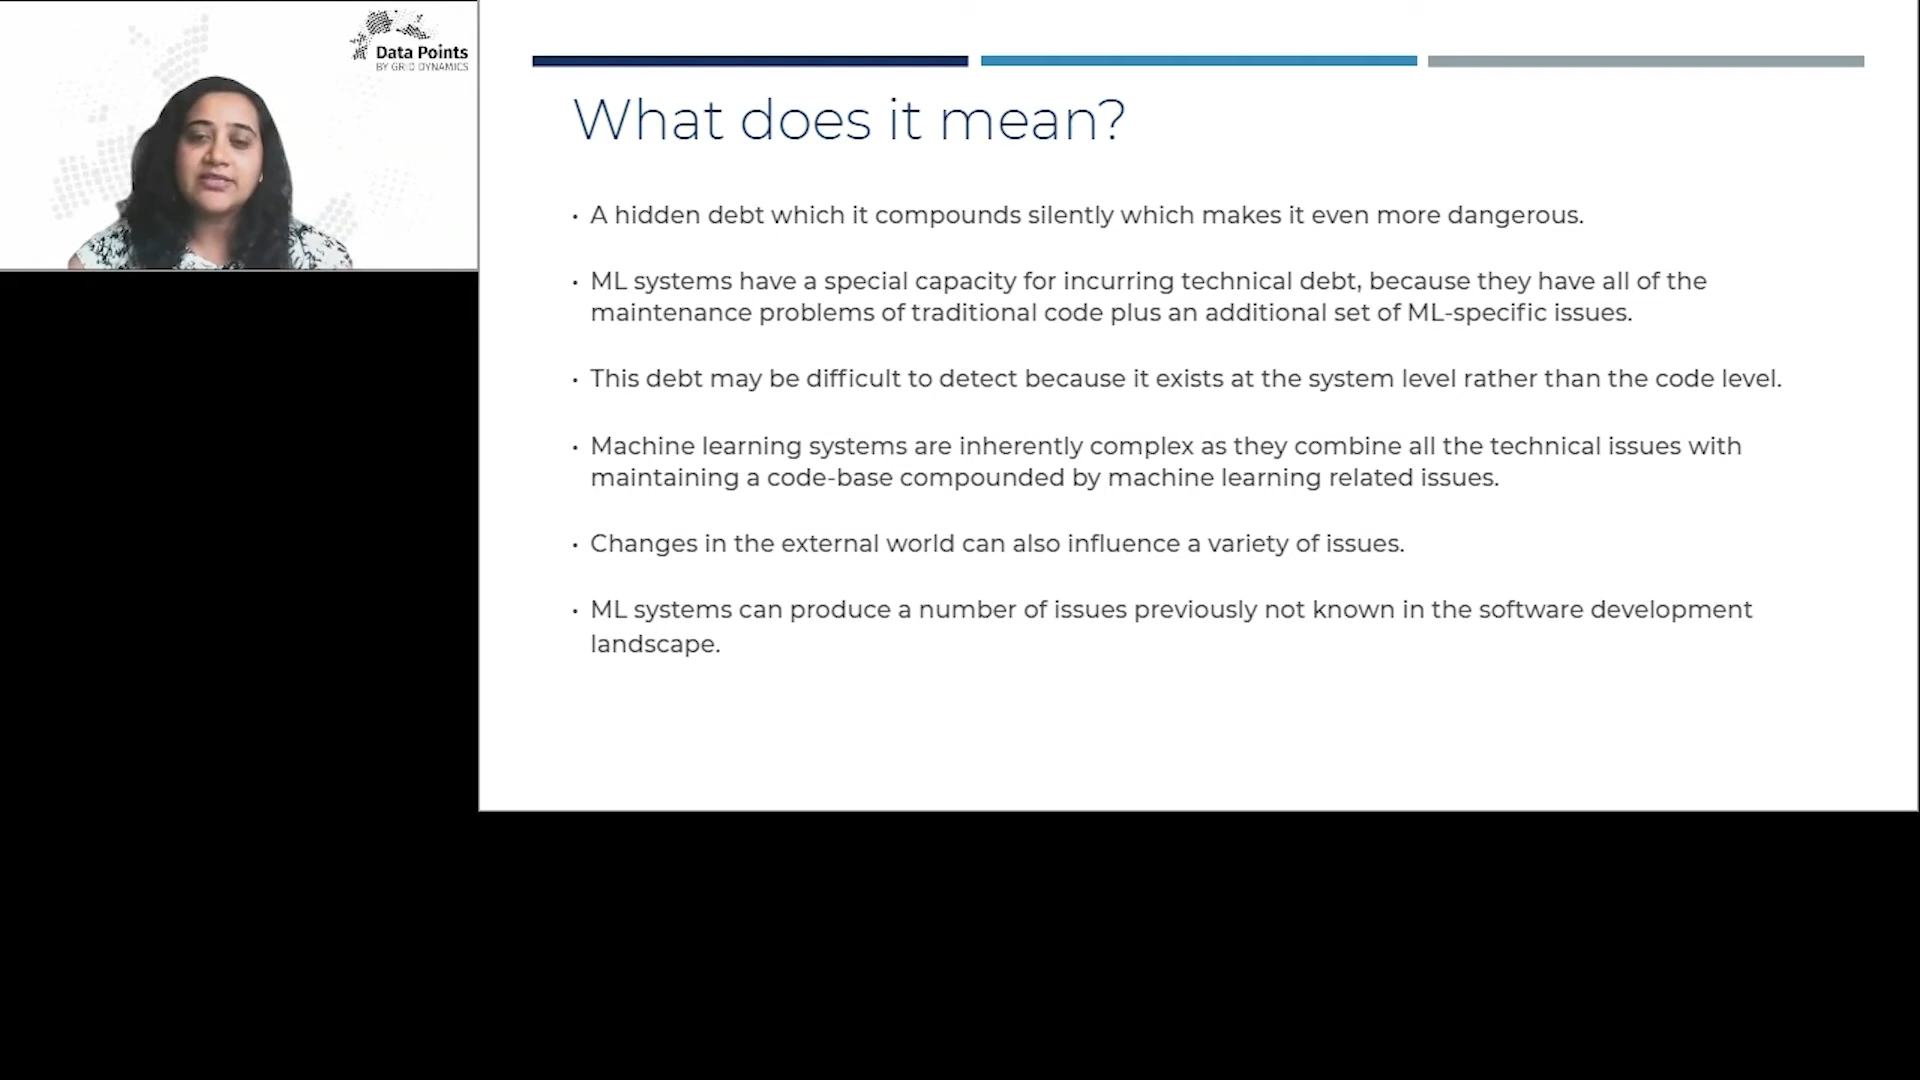 Data Points
BY GRID DYNAMICS
What does it mean?
• A hidden debt which it compounds silently which makes it even more dangerous.
• ML systems have a special capacity for incurring technical debt, because they have all of the
maintenance problems of traditional code plus an additional set of ML-specific issues.
• This debt may be difficult to detect because it exists at the system level rather than the code level.
• Machine learning systems are inherently complex as they combine all the technical issues with
maintaining a code-base compounded by machine learning related issues.
• Changes in the external world can also influence a variety of issues.
• ML systems can produce a number of issues previously not known in the software development
landscape.